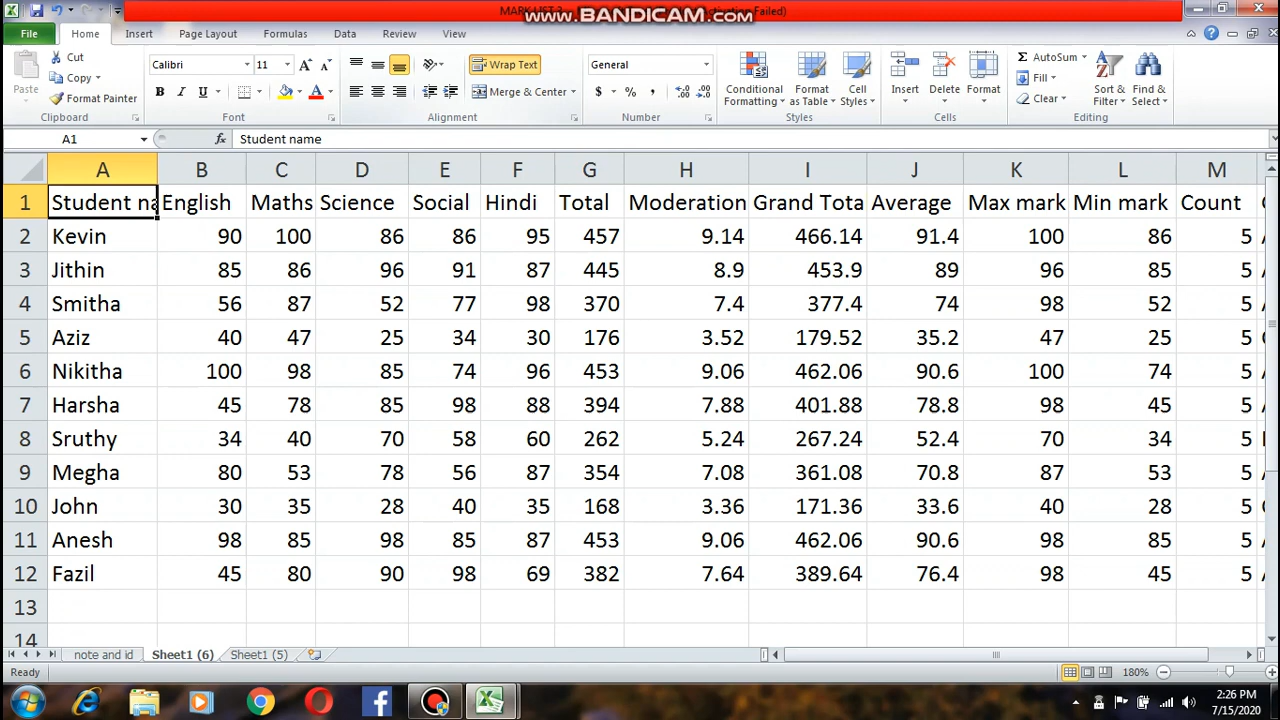 MARK LIST 3
Activation Failed)
www.BANDICAM.com
File Home Insert Page Layout Formulas Data Review View
Paste
Cut
Copy
Format Painter
Clipboard
Calibri 11
B I U
Font
Wrap Text
Merge & Center
Alignment
General
$ % ,
Number
Conditional Formatting
Format as Table
Cell Styles
Styles
Insert Delete Format
Cells
Σ AutoSum
Fill
Clear
Sort & Filter
Find & Select
Editing
A1 fx Student name
A B C D E F G H I J K L M
1 Student na English Maths Science Social Hindi Total Moderation Grand Tota Average Max mark Min mark Count
2 Kevin 90 100 86 86 95 457 9.14 466.14 91.4 100 86 5
3 Jithin 85 86 96 91 87 445 8.9 453.9 89 96 85 5
4 Smitha 56 87 52 77 98 370 7.4 377.4 74 98 52 5
5 Aziz 40 47 25 34 30 176 3.52 179.52 35.2 47 25 5
6 Nikitha 100 98 85 74 96 453 9.06 462.06 90.6 100 74 5
7 Harsha 45 78 85 98 88 394 7.88 401.88 78.8 98 45 5
8 Sruthy 34 40 70 58 60 262 5.24 267.24 52.4 70 34 5
9 Megha 80 53 78 56 87 354 7.08 361.08 70.8 87 53 5
10 John 30 35 28 40 35 168 3.36 171.36 33.6 40 28 5
11 Anesh 98 85 98 85 87 453 9.06 462.06 90.6 98 85 5
12 Fazil 45 80 90 98 69 382 7.64 389.64 76.4 98 45 5
13
14
note and id Sheet1 (6) Sheet1 (5)
Ready 180%
2:26 PM
7/15/2020